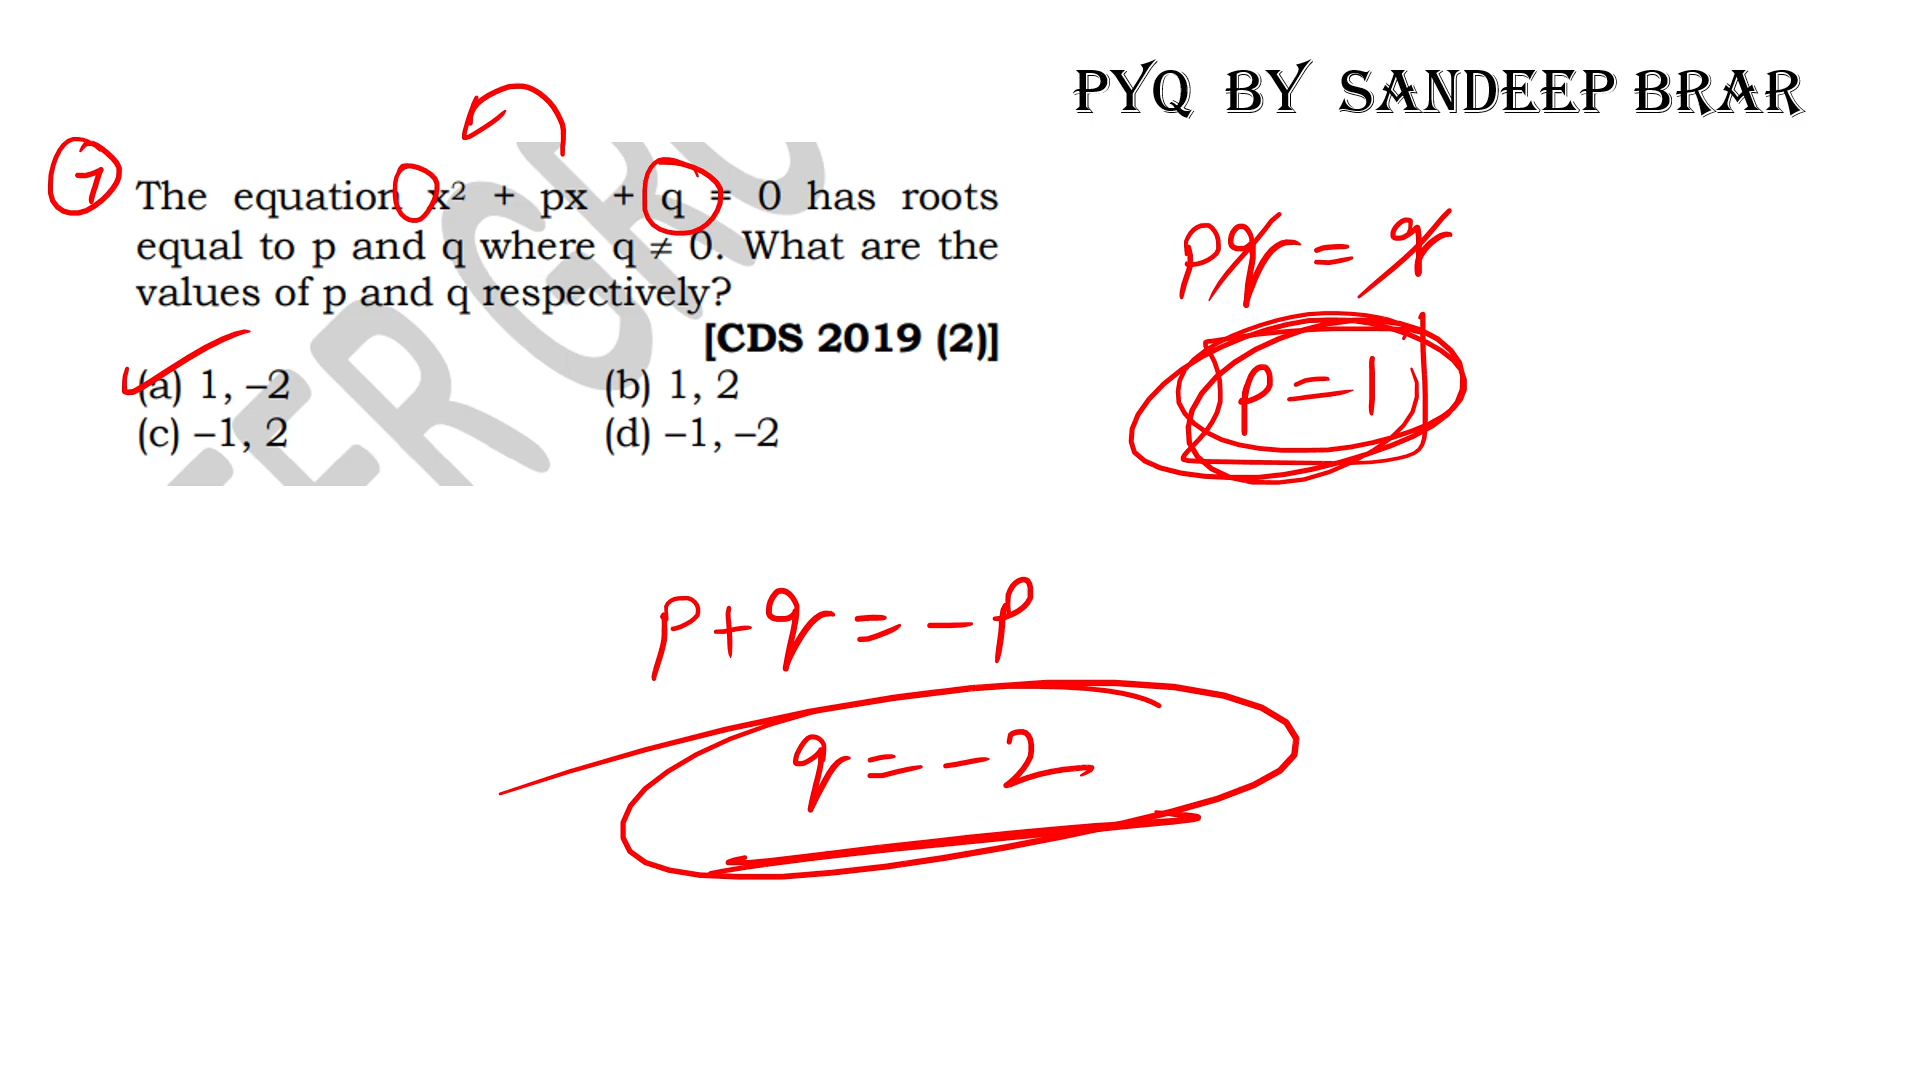 PYQ BY SANDEEP BRAR
7
The equation x² + px + q = 0 has roots
equal to p and q where q ≠ 0. What are the
values of p and q respectively?
[CDS 2019 (2)]
(a) 1, –2 (b) 1, 2
(c) –1, 2 (d) –1, –2
pq = q
p = 1
p + q = - p
q = - 2